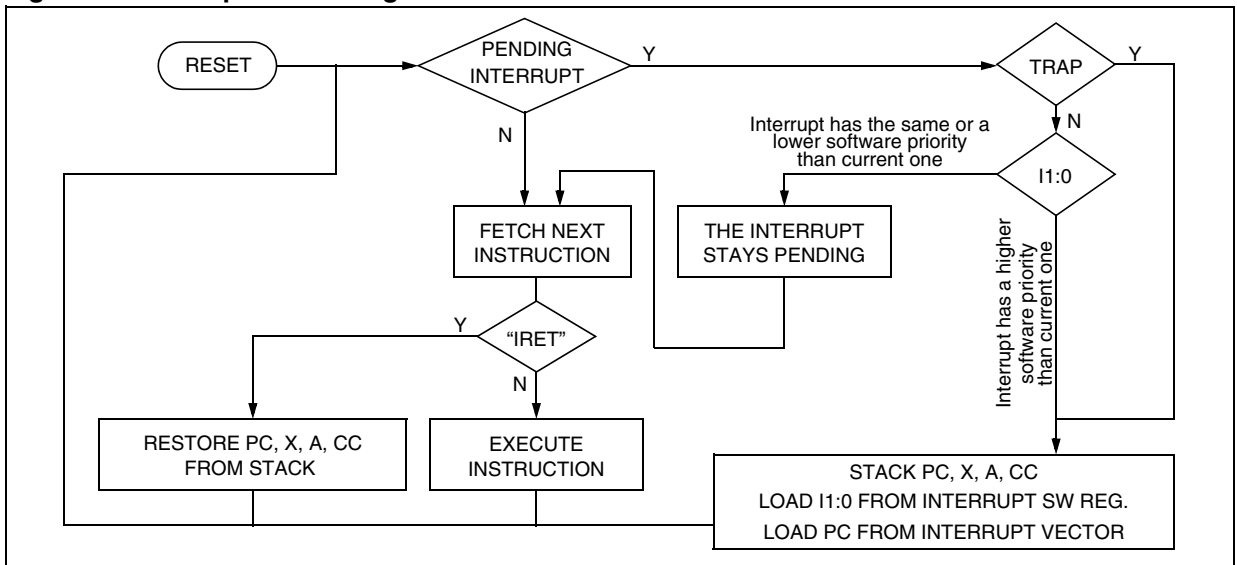 RESET
PENDING
INTERRUPT
Y
TRAP
Y
N
N
Interrupt has the same or a
lower software priority
than current one
I1:0
FETCH NEXT
INSTRUCTION
THE INTERRUPT
STAYS PENDING
Interrupt has a higher
software priority
than current one
Y
“IRET”
N
RESTORE PC, X, A, CC
FROM STACK
EXECUTE
INSTRUCTION
STACK PC, X, A, CC
LOAD I1:0 FROM INTERRUPT SW REG.
LOAD PC FROM INTERRUPT VECTOR